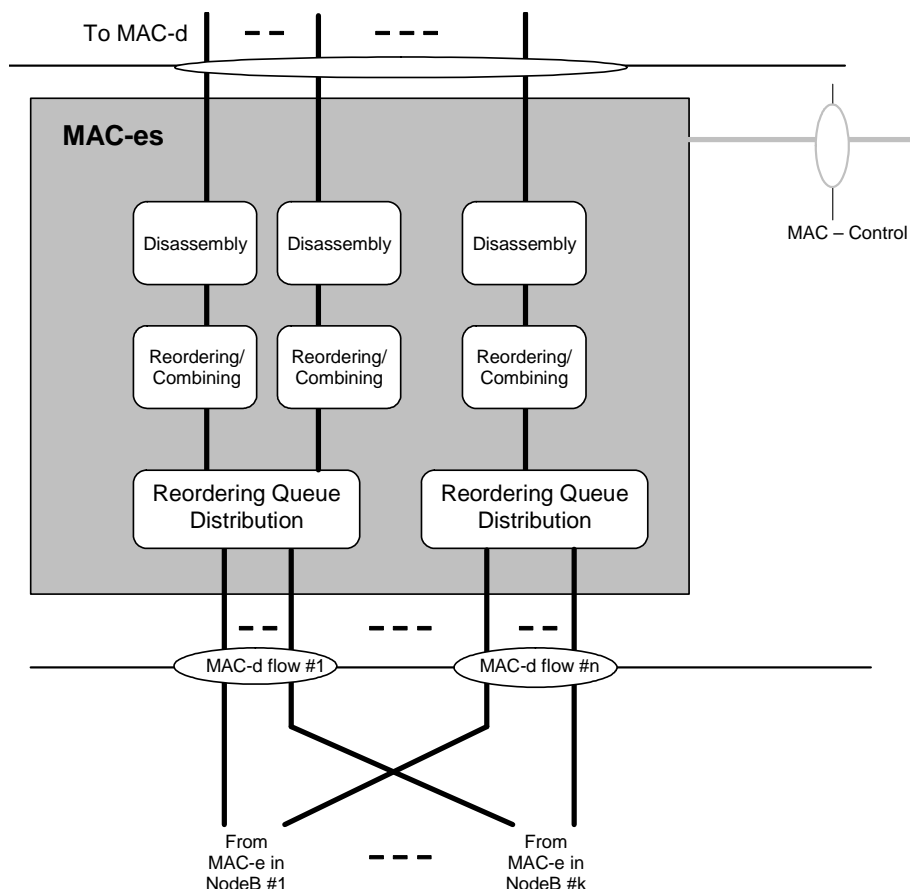 To MAC-d
MAC-es
MAC – Control
Disassembly
Disassembly
Disassembly
Reordering/
Combining
Reordering/
Combining
Reordering/
Combining
Reordering Queue
Distribution
Reordering Queue
Distribution
MAC-d flow #1
MAC-d flow #n
From
MAC-e in
NodeB #1
From
MAC-e in
NodeB #k